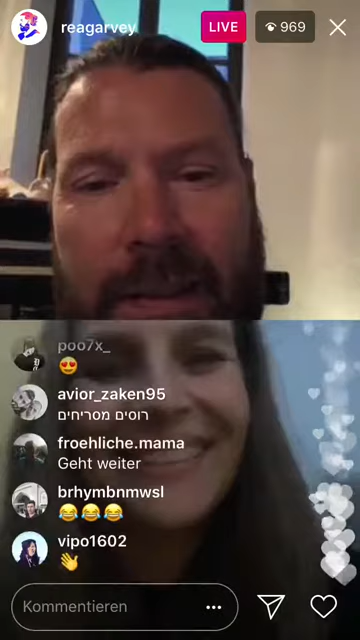 reagarvey LIVE 969
poo7x_
😍
avior_zaken95
רוסים מסריחים
froehliche.mama
Geht weiter
brhymbnmwsl
😂😂😂
vipo1602
👋
Kommentieren